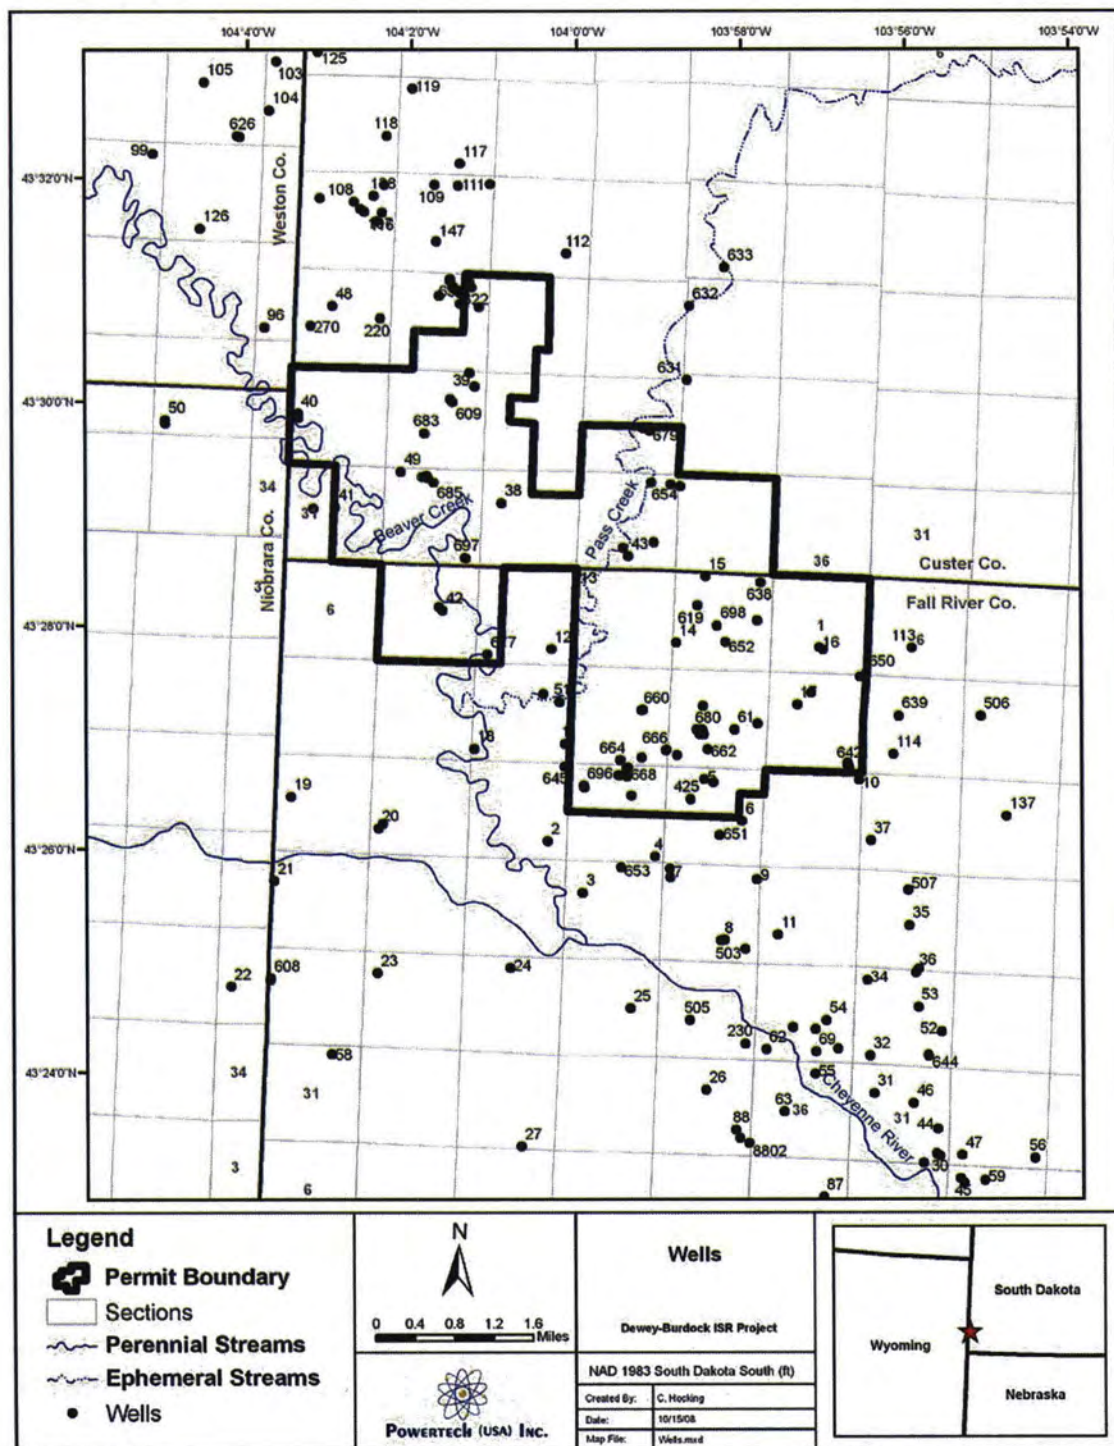 104°4'0"W 104°2'0"W 104°0'0"W 103°58'0"W 103°56'0"W 103°54'0"W
125
105 103
119
104
626 118
99 117
43°32'0"N
Weston Co.
108 109 111
126 147 112
633
48 632
96 270 220
631
39
43°30'0"N
40 609
50 683
679
49
34 41 685 38 654
Beaver Creek
Pass Creek
31
43
697 15 36 Custer Co.
Niobrara Co.
638 Fall River Co.
6 42 619 698 1 113 6
14 652 16
43°28'0"N
12 650
51 660 639 506
680 61
18 664 666 662 642 114
645 696 668 5
19 425 10
6 137
20 2 651 37
43°26'0"N
4
21 653 9
3 507
8 11 35
503
608 23 24 36
22 34
25 505 54 53
230 62 69 32 52
58 644
43°24'0"N
34 55
31 26 31 46
63 36 31
Cheyenne River
88 44
27 8802 47 56
3 30
6 87 45 59
Legend
Permit Boundary
Sections
Perennial Streams
Ephemeral Streams
Wells
N
0 0.4 0.8 1.2 1.6
Miles
POWERTECH (USA) INC.
Wells
Dewey-Burdock ISR Project
NAD 1983 South Dakota South (ft)
Created By: C. Hocking
Date: 10/15/08
Map File: Wells.mxd
South Dakota
Wyoming
Nebraska